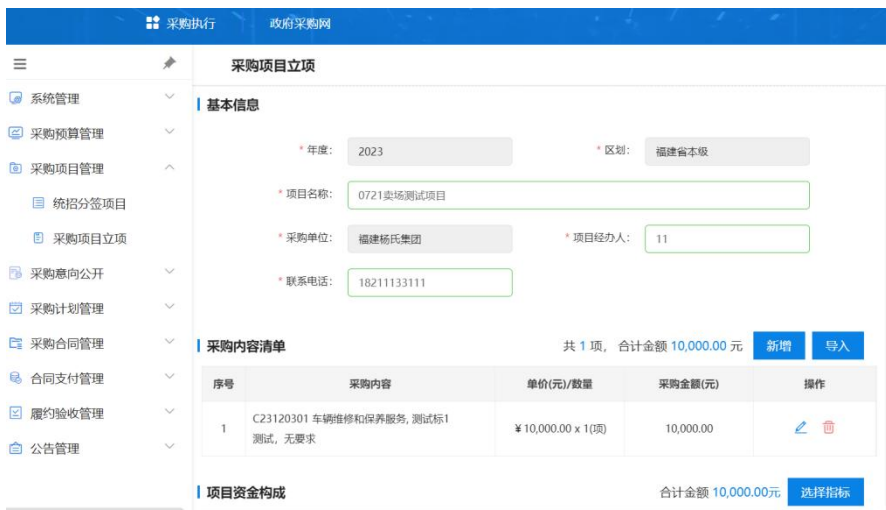 采购执行 政府采购网
采购项目立项
系统管理
采购预算管理
采购项目管理
统招分签项目
采购项目立项
采购意向公开
采购计划管理
采购合同管理
合同支付管理
履约验收管理
公告管理
基本信息
* 年度: 2023 * 区划: 福建省本级
* 项目名称: 0721卖场测试项目
* 采购单位: 福建杨氏集团 * 项目经办人: 11
* 联系电话: 18211133111
采购内容清单 共 1 项, 合计金额 10,000.00 元 新增 导入
序号 采购内容 单价(元)/数量 采购金额(元) 操作
1 C23120301 车辆维修和保养服务, 测试标1 ¥ 10,000.00 x 1(项) 10,000.00
测试，无要求
项目资金构成 合计金额 10,000.00元 选择指标